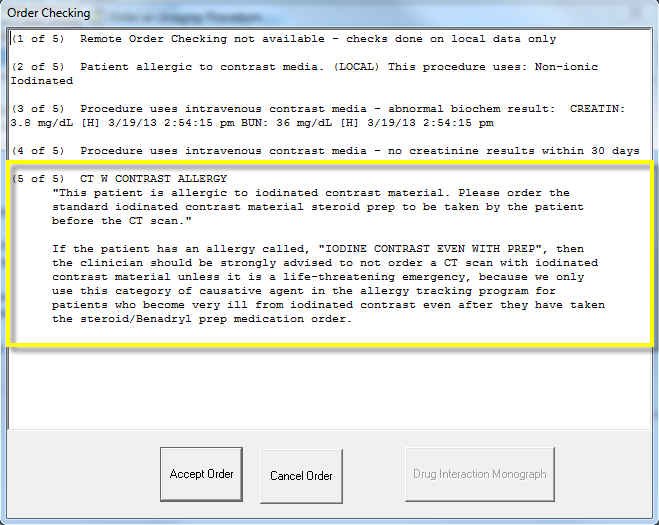 Order Checking
(1 of 5)  Remote Order Checking not available - checks done on local data only
(2 of 5)  Patient allergic to contrast media. (LOCAL) This procedure uses: Non-ionic
Iodinated
(3 of 5)  Procedure uses intravenous contrast media - abnormal biochem result:  CREATIN:
3.8 mg/dL [H] 3/19/13 2:54:15 pm BUN: 36 mg/dL [H] 3/19/13 2:54:15 pm
(4 of 5)  Procedure uses intravenous contrast media - no creatinine results within 30 days
(5 of 5)  CT W CONTRAST ALLERGY
"This patient is allergic to iodinated contrast material. Please order the
standard iodinated contrast material steroid prep to be taken by the patient
before the CT scan."
If the patient has an allergy called, "IODINE CONTRAST EVEN WITH PREP", then
the clinician should be strongly advised to not order a CT scan with iodinated
contrast material unless it is a life-threatening emergency, because we only
use this category of causative agent in the allergy tracking program for
patients who become very ill from iodinated contrast even after they have taken
the steroid/Benadryl prep medication order.
Accept Order
Cancel Order
Drug Interaction Monograph